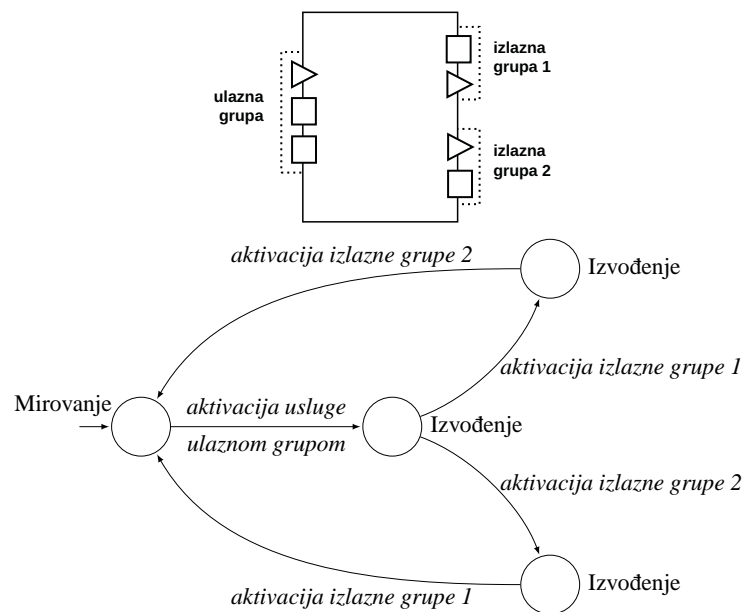 izlazna
grupa 1
ulazna
grupa
izlazna
grupa 2
aktivacija izlazne grupe 2
Izvođenje
aktivacija izlazne grupe 1
Mirovanje
aktivacija usluge
ulaznom grupom
Izvođenje
aktivacija izlazne grupe 2
Izvođenje
aktivacija izlazne grupe 1